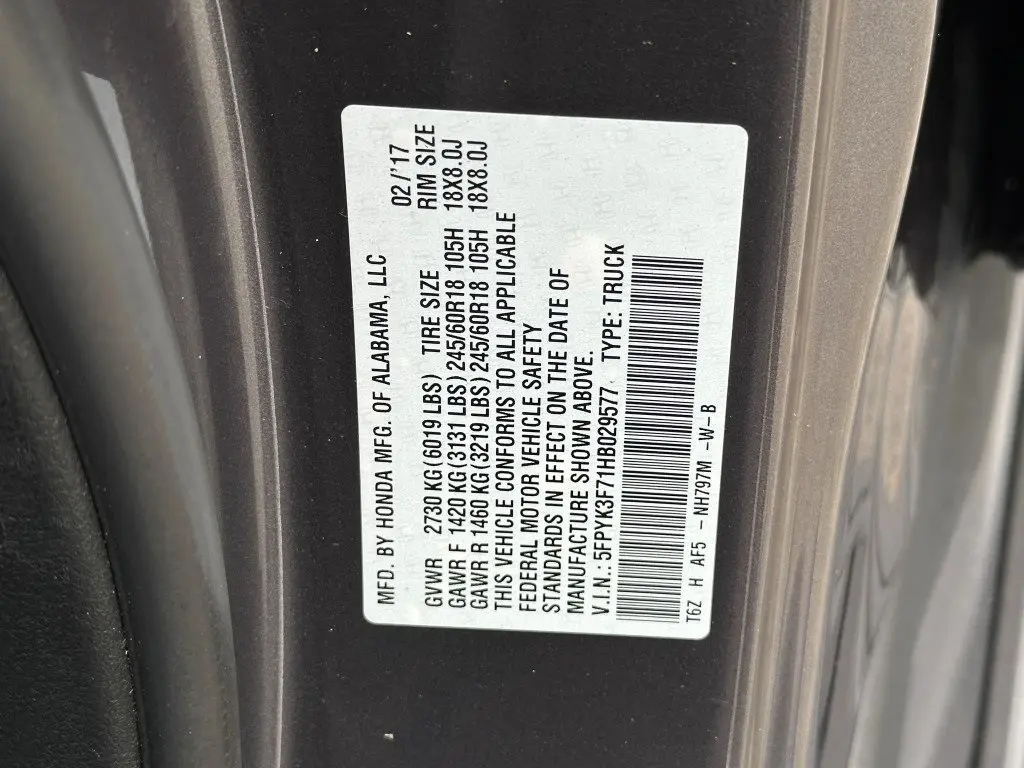 MFD. BY HONDA MFG. OF ALABAMA, LLC 02/'17
GVWR 2730 KG(6019 LBS) TIRE SIZE RIM SIZE
GAWR F 1420 KG(3131 LBS) 245/60R18 105H 18X8.0J
GAWR R 1460 KG(3219 LBS) 245/60R18 105H 18X8.0J
THIS VEHICLE CONFORMS TO ALL APPLICABLE
FEDERAL MOTOR VEHICLE SAFETY
STANDARDS IN EFFECT ON THE DATE OF
MANUFACTURE SHOWN ABOVE.
V.I.N.: 5FPYK3F71HB029577 TYPE: TRUCK
T6Z H AF5 - NH797M -W-B